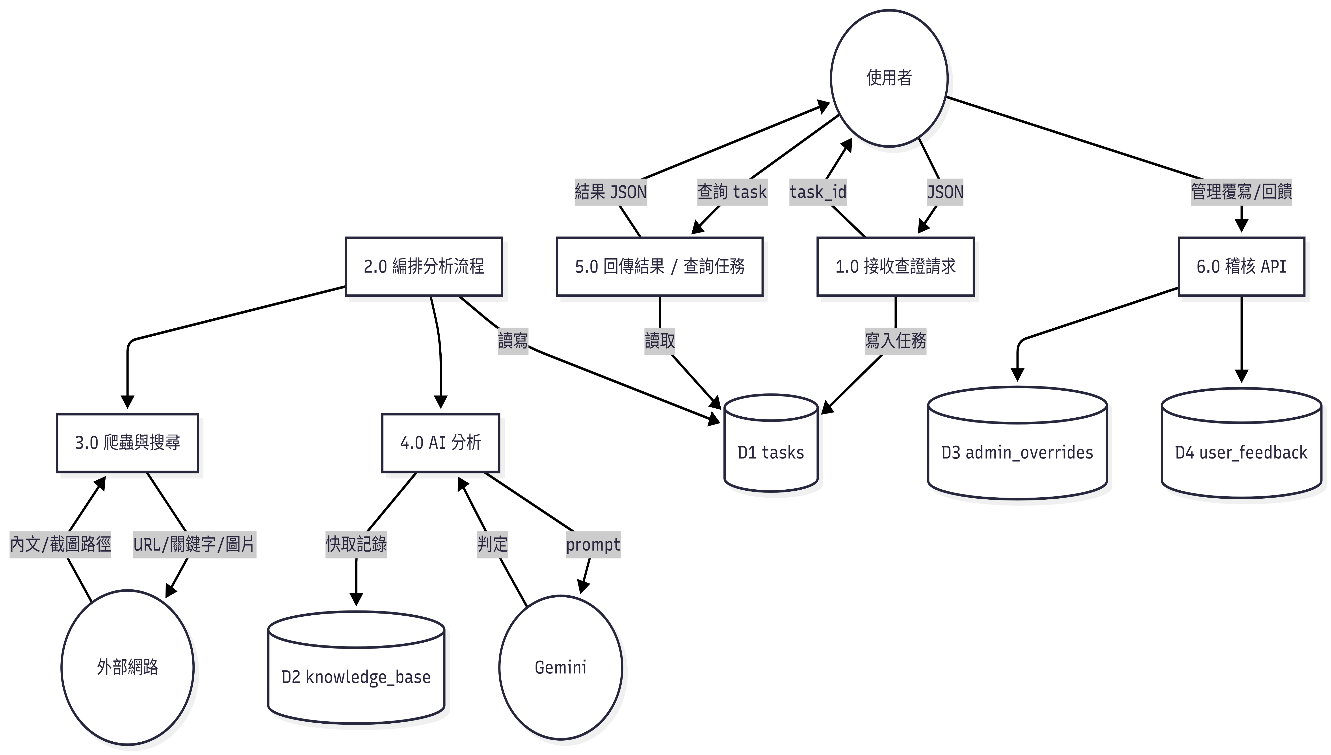 使用者
結果 JSON
查詢 task
task_id
JSON
管理覆寫/回饋
2.0 編排分析流程
5.0 回傳結果 / 查詢任務
1.0 接收查證請求
6.0 稽核 API
讀寫
讀取
寫入任務
3.0 爬蟲與搜尋
4.0 AI 分析
D1 tasks
D3 admin_overrides
D4 user_feedback
內文/截圖路徑
URL/關鍵字/圖片
快取記錄
判定
prompt
外部網路
D2 knowledge_base
Gemini